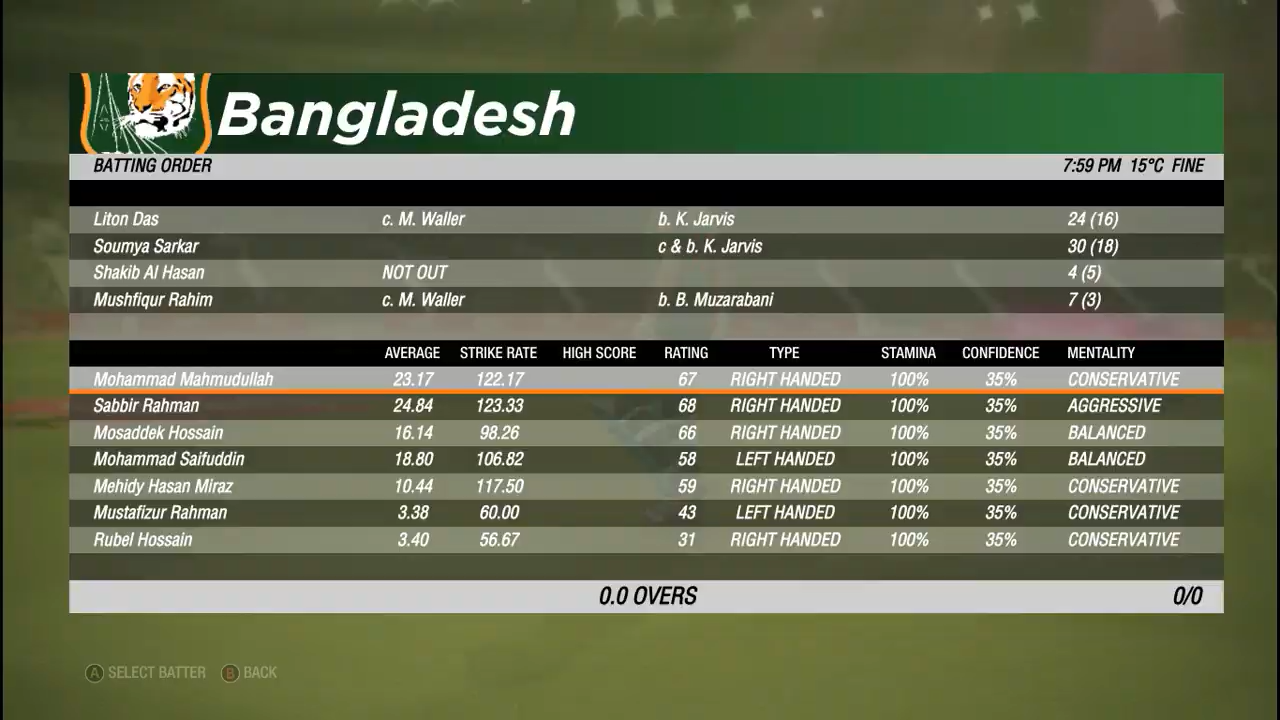 Bangladesh
BATTING ORDER 7:59 PM 15°C FINE
Liton Das c. M. Waller b. K. Jarvis 24 (16)
Soumya Sarkar c & b. K. Jarvis 30 (18)
Shakib Al Hasan NOT OUT 4 (5)
Mushfiqur Rahim c. M. Waller b. B. Muzarabani 7 (3)
AVERAGE STRIKE RATE HIGH SCORE RATING TYPE STAMINA CONFIDENCE MENTALITY
Mohammad Mahmudullah 23.17 122.17 67 RIGHT HANDED 100% 35% CONSERVATIVE
Sabbir Rahman 24.84 123.33 68 RIGHT HANDED 100% 35% AGGRESSIVE
Mosaddek Hossain 16.14 98.26 66 RIGHT HANDED 100% 35% BALANCED
Mohammad Saifuddin 18.80 106.82 58 LEFT HANDED 100% 35% BALANCED
Mehidy Hasan Miraz 10.44 117.50 59 RIGHT HANDED 100% 35% CONSERVATIVE
Mustafizur Rahman 3.38 60.00 43 LEFT HANDED 100% 35% CONSERVATIVE
Rubel Hossain 3.40 56.67 31 RIGHT HANDED 100% 35% CONSERVATIVE
0.0 OVERS 0/0
A SELECT BATTER B BACK